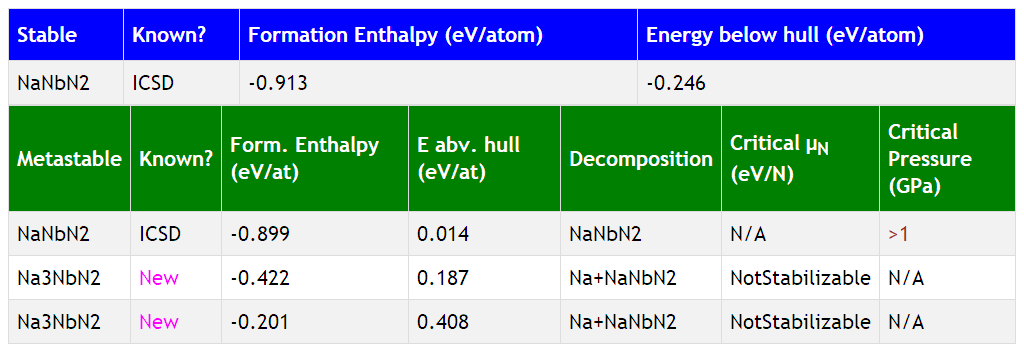 Stable Known? Formation Enthalpy (eV/atom) Energy below hull (eV/atom)
NaNbN2 ICSD -0.913 -0.246
Metastable Known? Form. Enthalpy (eV/at) E abv. hull (eV/at) Decomposition Critical μN (eV/N) Critical Pressure (GPa)
NaNbN2 ICSD -0.899 0.014 NaNbN2 N/A >1
Na3NbN2 New -0.422 0.187 Na+NaNbN2 NotStabilizable N/A
Na3NbN2 New -0.201 0.408 Na+NaNbN2 NotStabilizable N/A